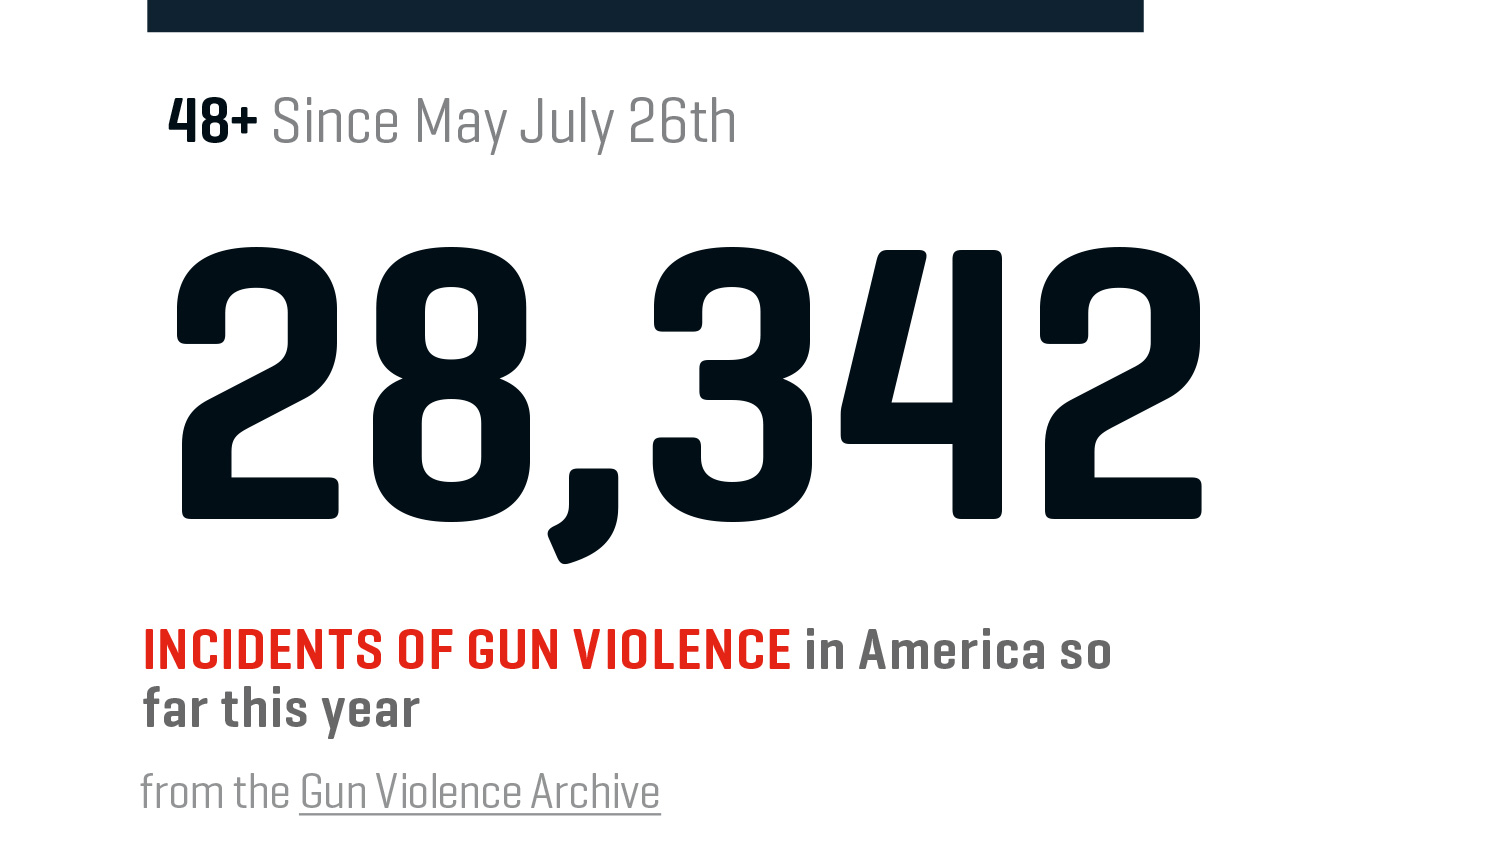 48+ Since May July 26th
28,342
INCIDENTS OF GUN VIOLENCE in America so
far this year
from the Gun Violence Archive